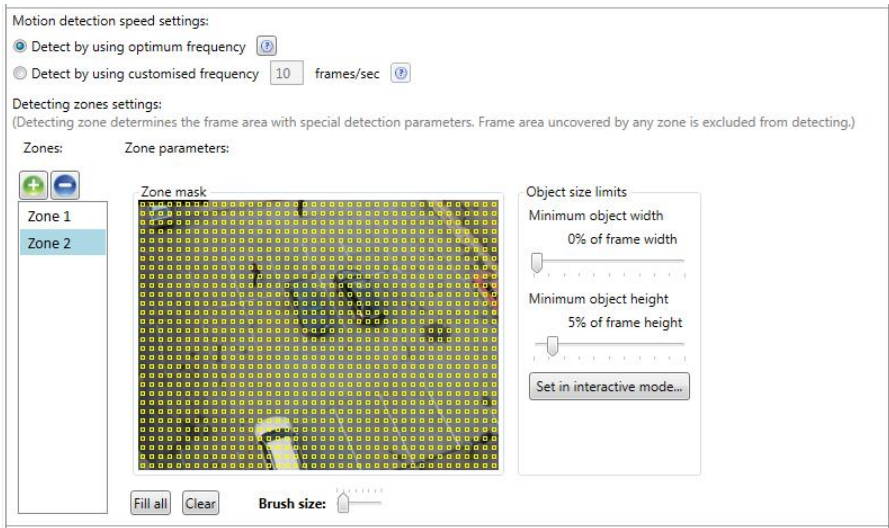 Motion detection speed settings:
Detect by using optimum frequency
Detect by using customised frequency 10 frames/sec
Detecting zones settings:
(Detecting zone determines the frame area with special detection parameters. Frame area uncovered by any zone is excluded from detecting.)
Zones: Zone parameters:
Zone 1
Zone 2
Zone mask
Object size limits
Minimum object width
0% of frame width
Minimum object height
5% of frame height
Set in interactive mode...
Fill all Clear Brush size: